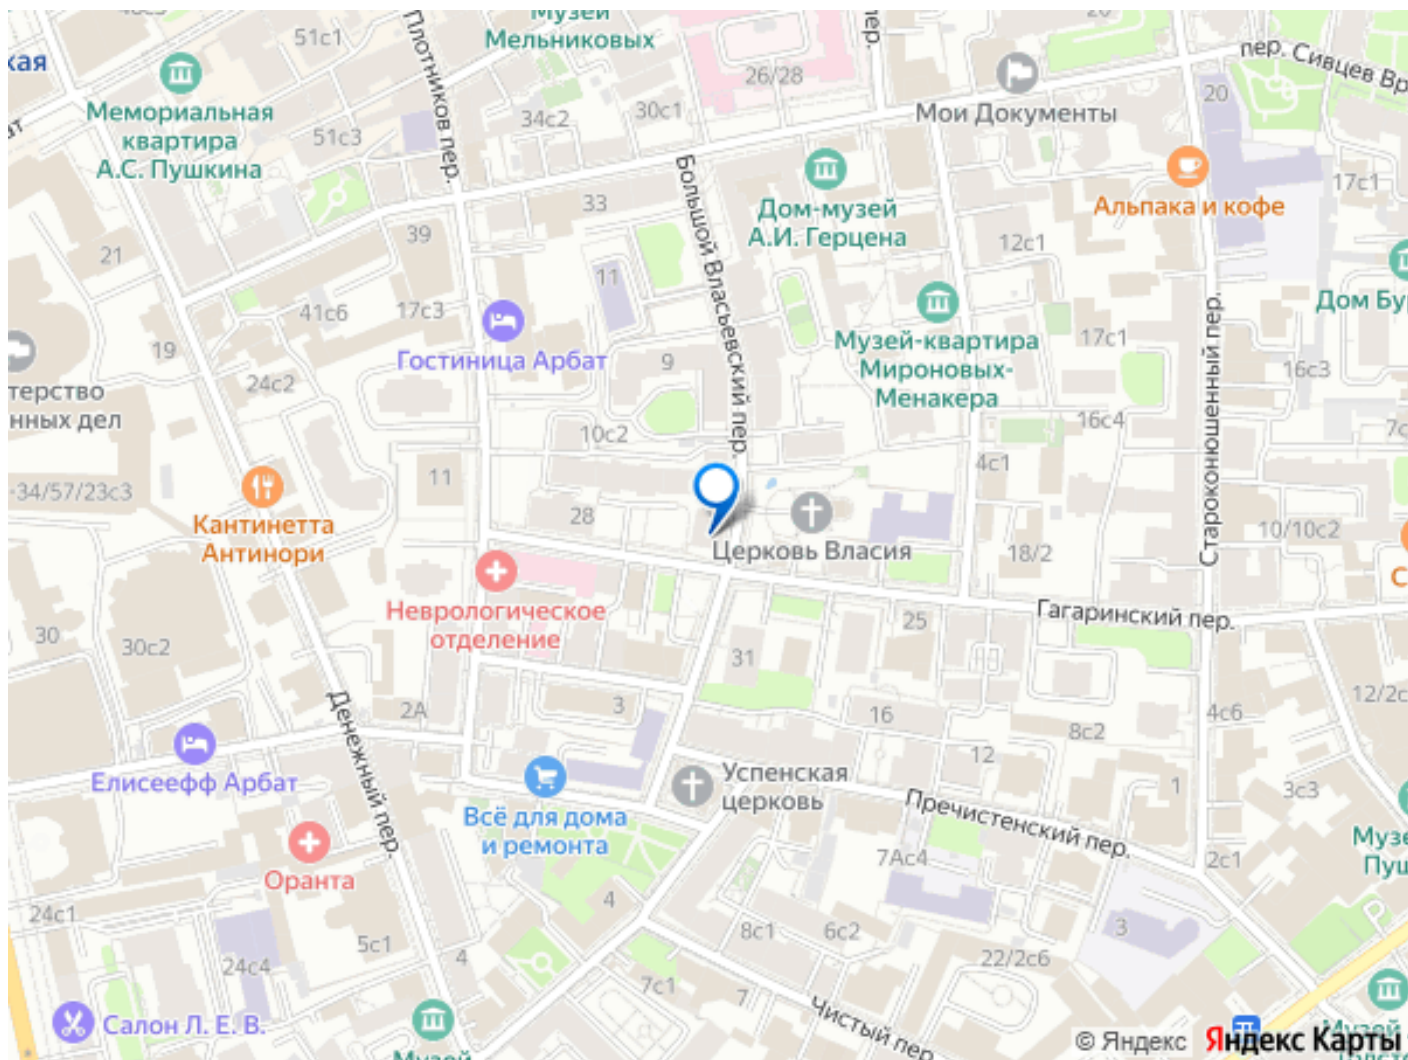 51с1
Плотников пер.
Музей
Мельниковых
26/28
пер.
20
пер. Сивцев Вр
кая
Мемориальная
квартира
А.С. Пушкина
51с3
34с2
30с1
Мои Документы
20
Альпака и кофе
17с1
Дом-музей
А.И. Герцена
12с1
Большой Власьевский пер.
33
39
21
11
41с6
17с3
Гостиница Арбат
9
Музей-квартира
Мироновых-
Менакера
17с1
Дом Бу
16с3
Староконюшенный пер.
19
24с2
терство
нных дел
10с2
16с4
7с
4с1
11
-34/57/23с3
Кантинетта
Антинори
28
Церковь Власия
18/2
10/10с2
С
Неврологическое
отделение
25
Гагаринский пер.
30
30с2
31
3
2А
16
12
8с2
4с6
12/2с
Денежный пер.
Елисеефф Арбат
Успенская
церковь
1
3с3
Всё для дома
и ремонта
Пречистенский пер.
7Ас4
2с1
Музе
Пуш
Оранта
24с1
5с1
4
4
24с4
8с1
6с2
3
22/2с6
7с1
7
Чистый пер.
Салон Л. Е. В.
Музей
© Яндекс
Яндекс Карты